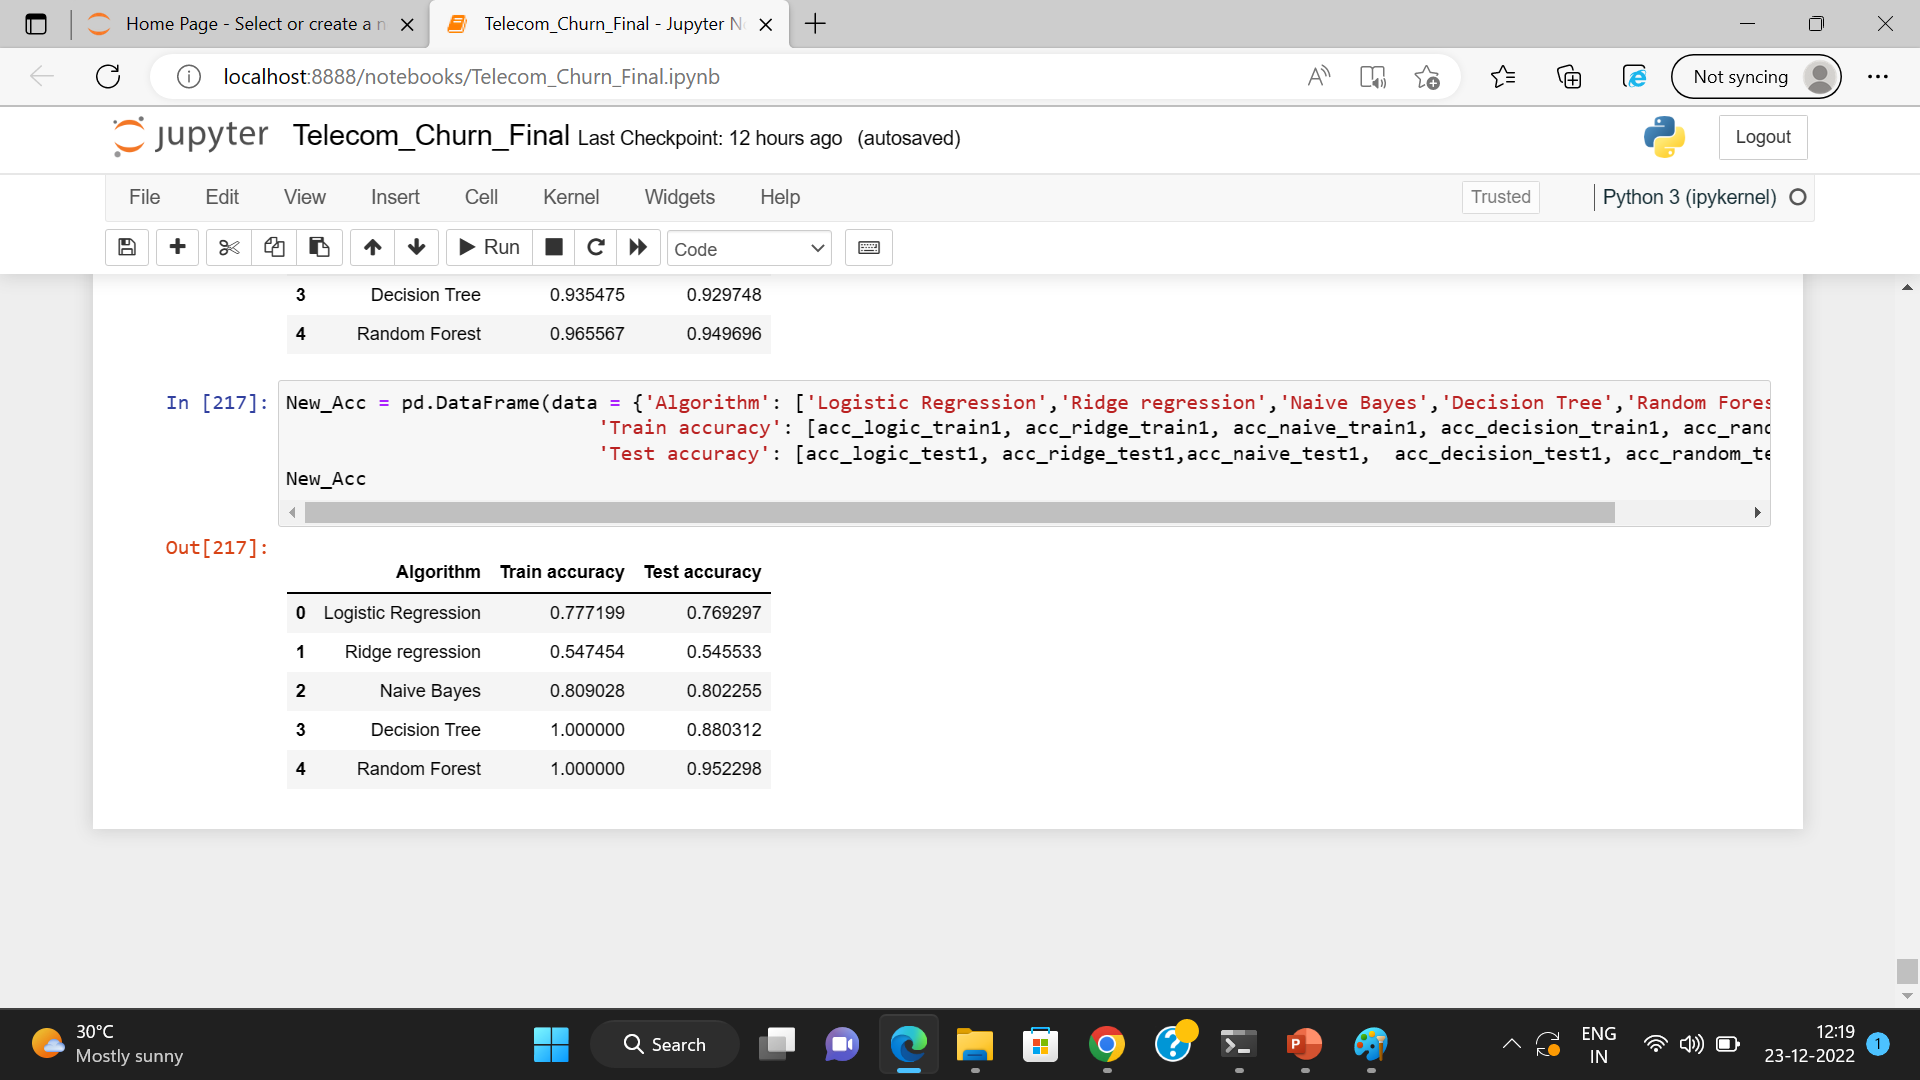 Home Page - Select or create a n
Telecom_Churn_Final - Jupyter N
localhost:8888/notebooks/Telecom_Churn_Final.ipynb
Not syncing
jupyter Telecom_Churn_Final Last Checkpoint: 12 hours ago (autosaved)
Logout
File Edit View Insert Cell Kernel Widgets Help
Trusted
Python 3 (ipykernel)
Run
Code
3 Decision Tree 0.935475 0.929748
4 Random Forest 0.965567 0.949696
In [217]: New_Acc = pd.DataFrame(data = {'Algorithm': ['Logistic Regression','Ridge regression','Naive Bayes','Decision Tree','Random Fores
'Train accuracy': [acc_logic_train1, acc_ridge_train1, acc_naive_train1, acc_decision_train1, acc_rand
'Test accuracy': [acc_logic_test1, acc_ridge_test1,acc_naive_test1,  acc_decision_test1, acc_random_te
New_Acc
Out[217]:
Algorithm Train accuracy Test accuracy
0 Logistic Regression 0.777199 0.769297
1 Ridge regression 0.547454 0.545533
2 Naive Bayes 0.809028 0.802255
3 Decision Tree 1.000000 0.880312
4 Random Forest 1.000000 0.952298
30°C
Mostly sunny
Search
ENG
IN
12:19
23-12-2022
1